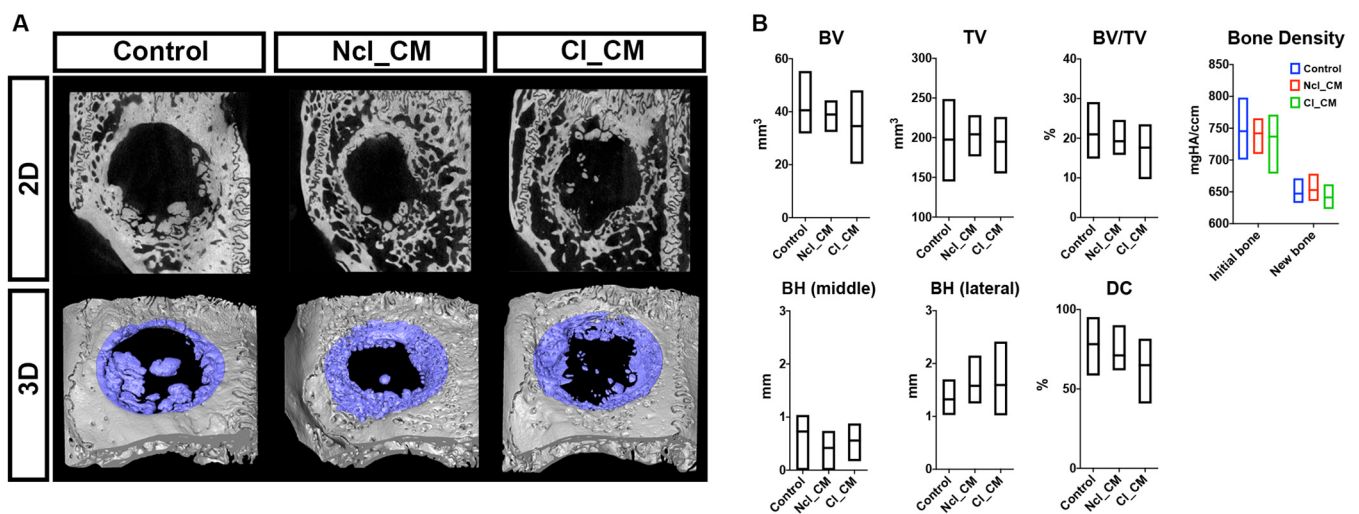 A
Control
Ncl_CM
Cl_CM
2D
3D
B
BV
60
40
20
0
mm3
Control
Ncl_CM
Cl_CM
TV
300
250
200
150
100
mm3
Control
Ncl_CM
Cl_CM
BV/TV
40
30
20
10
0
%
Control
Ncl_CM
Cl_CM
Bone Density
850
800
750
700
650
600
mgHA/ccm
Control
Ncl_CM
Cl_CM
Initial bone
New bone
BH (middle)
3
2
1
0
mm
Control
Ncl_CM
Cl_CM
BH (lateral)
3
2
1
0
mm
Control
Ncl_CM
Cl_CM
DC
100
50
0
%
Control
Ncl_CM
Cl_CM